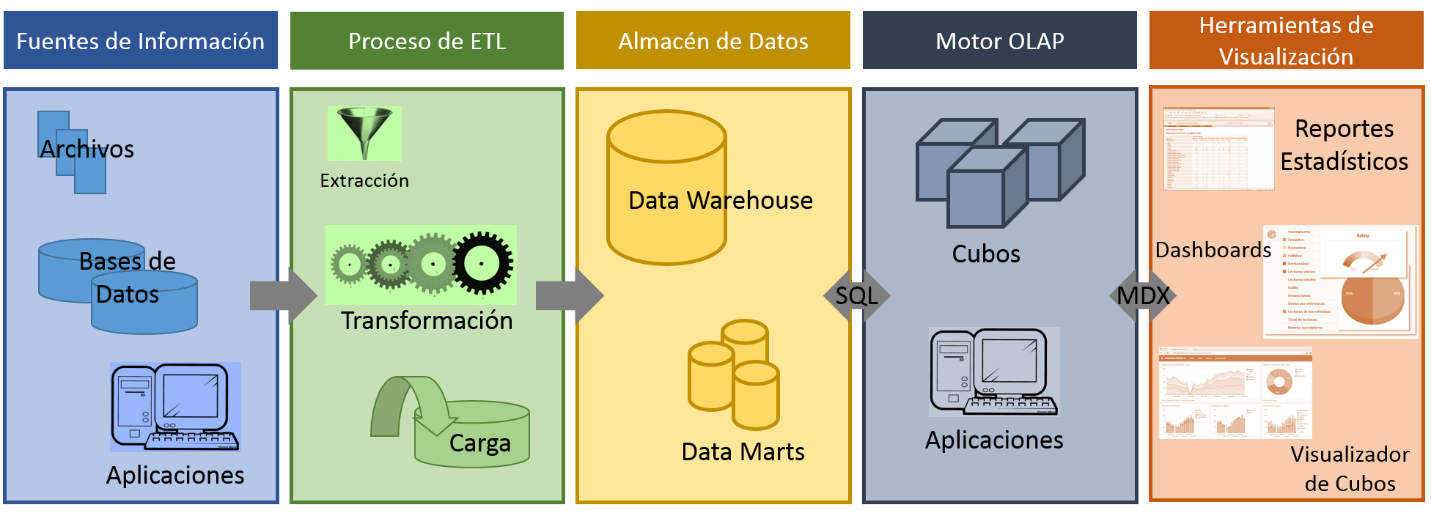 Fuentes de Información
Proceso de ETL
Almacén de Datos
Motor OLAP
Herramientas de
Visualización
Archivos
Bases de
Datos
Aplicaciones
Extracción
Transformación
Carga
Data Warehouse
Data Marts
SQL
Cubos
Aplicaciones
MDX
Reportes
Estadísticos
Dashboards
Visualizador
de Cubos